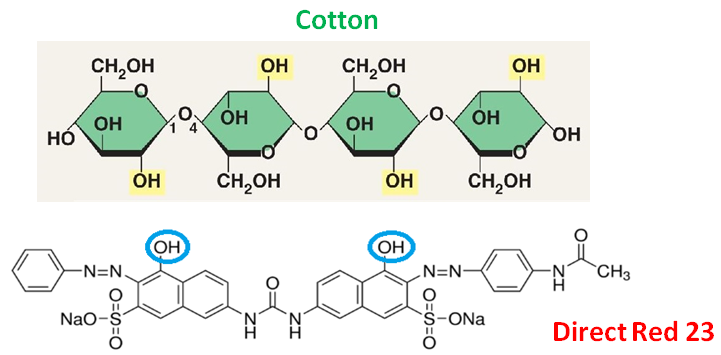 Cotton
CH2OH OH CH2OH OH
O OH O OH
HO OH 1 O 4 O OH O OH
OH O OH O
OH CH2OH OH CH2OH
OH OH O
N=N N=N N H CH3
O
NaO S O O N H N H O S O O ONa
Direct Red 23